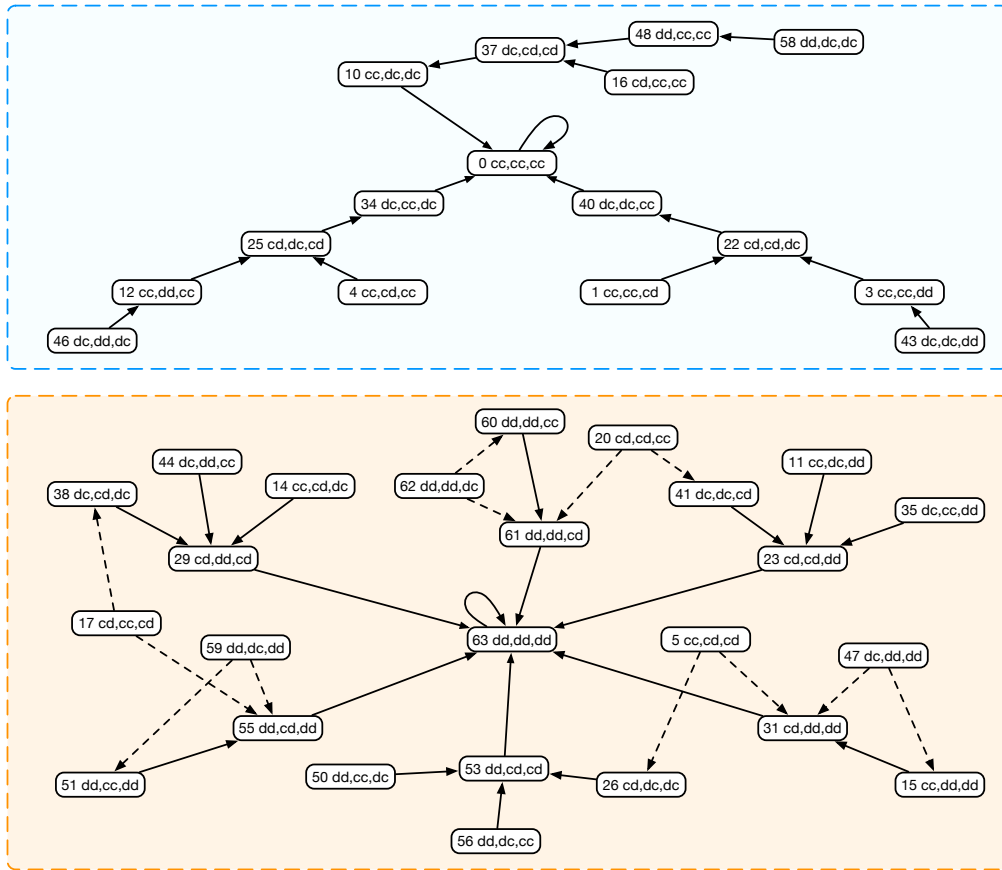 48 dd,cc,cc
58 dd,dc,dc
37 dc,cd,cd
10 cc,dc,dc
16 cd,cc,cc
0 cc,cc,cc
34 dc,cc,dc
40 dc,dc,cc
25 cd,dc,cd
22 cd,cd,dc
12 cc,dd,cc
4 cc,cd,cc
1 cc,cc,cd
3 cc,cc,dd
46 dc,dd,dc
43 dc,dc,dd
60 dd,dd,cc
20 cd,cd,cc
44 dc,dd,cc
11 cc,dc,dd
38 dc,cd,dc
14 cc,cd,dc
62 dd,dd,dc
41 dc,dc,cd
35 dc,cc,dd
61 dd,dd,cd
29 cd,dd,cd
23 cd,cd,dd
17 cd,cc,cd
63 dd,dd,dd
5 cc,cd,cd
59 dd,dc,dd
47 dc,dd,dd
55 dd,cd,dd
31 cd,dd,dd
53 dd,cd,cd
50 dd,cc,dc
51 dd,cc,dd
26 cd,dc,dc
15 cc,dd,dd
56 dd,dc,cc